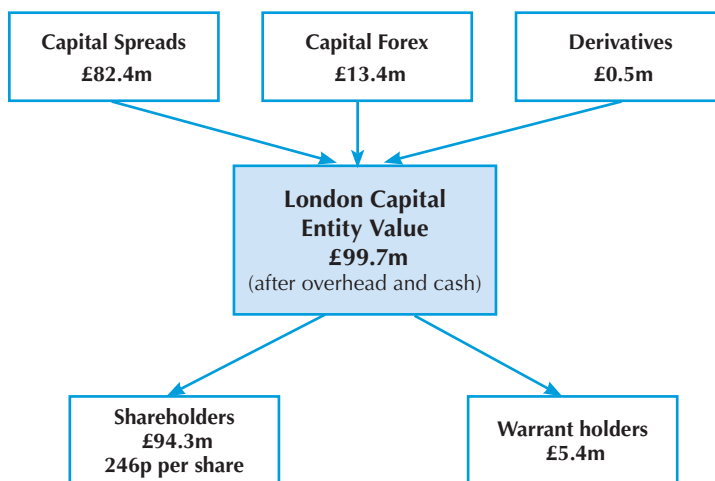 Capital Spreads
£82.4m
Capital Forex
£13.4m
Derivatives
£0.5m
London Capital
Entity Value
£99.7m
(after overhead and cash)
Shareholders
£94.3m
246p per share
Warrant holders
£5.4m